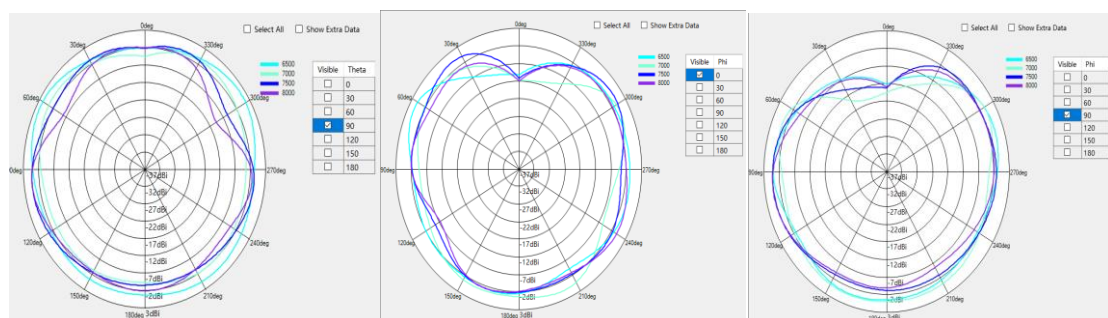 0deg
Select All Show Extra Data
30deg 330deg
6500
7000
7500
8000
Visible Theta
0
30
60
90
120
150
180
60deg 300deg
0deg 270deg
-37dBi
-32dBi
-27dBi
-22dBi
-17dBi
-12dBi
-7dBi
-2dBi
3dBi
120deg 240deg
150deg 210deg
180deg
0deg
Select All Show Extra Data
30deg 330deg
6500
7000
7500
8000
Visible Phi
0
30
60
90
120
150
180
60deg 300deg
90deg 270deg
-37dBi
-32dBi
-27dBi
-22dBi
-17dBi
-12dBi
-7dBi
-2dBi
3dBi
120deg 240deg
150deg 210deg
180deg
0deg
Select All Show Extra Data
30deg 330deg
6500
7000
7500
8000
Visible Phi
0
30
60
90
120
150
180
60deg 300deg
90deg 270deg
-37dBi
-32dBi
-27dBi
-22dBi
-17dBi
-12dBi
-7dBi
-2dBi
3dBi
120deg 240deg
150deg 210deg
180deg